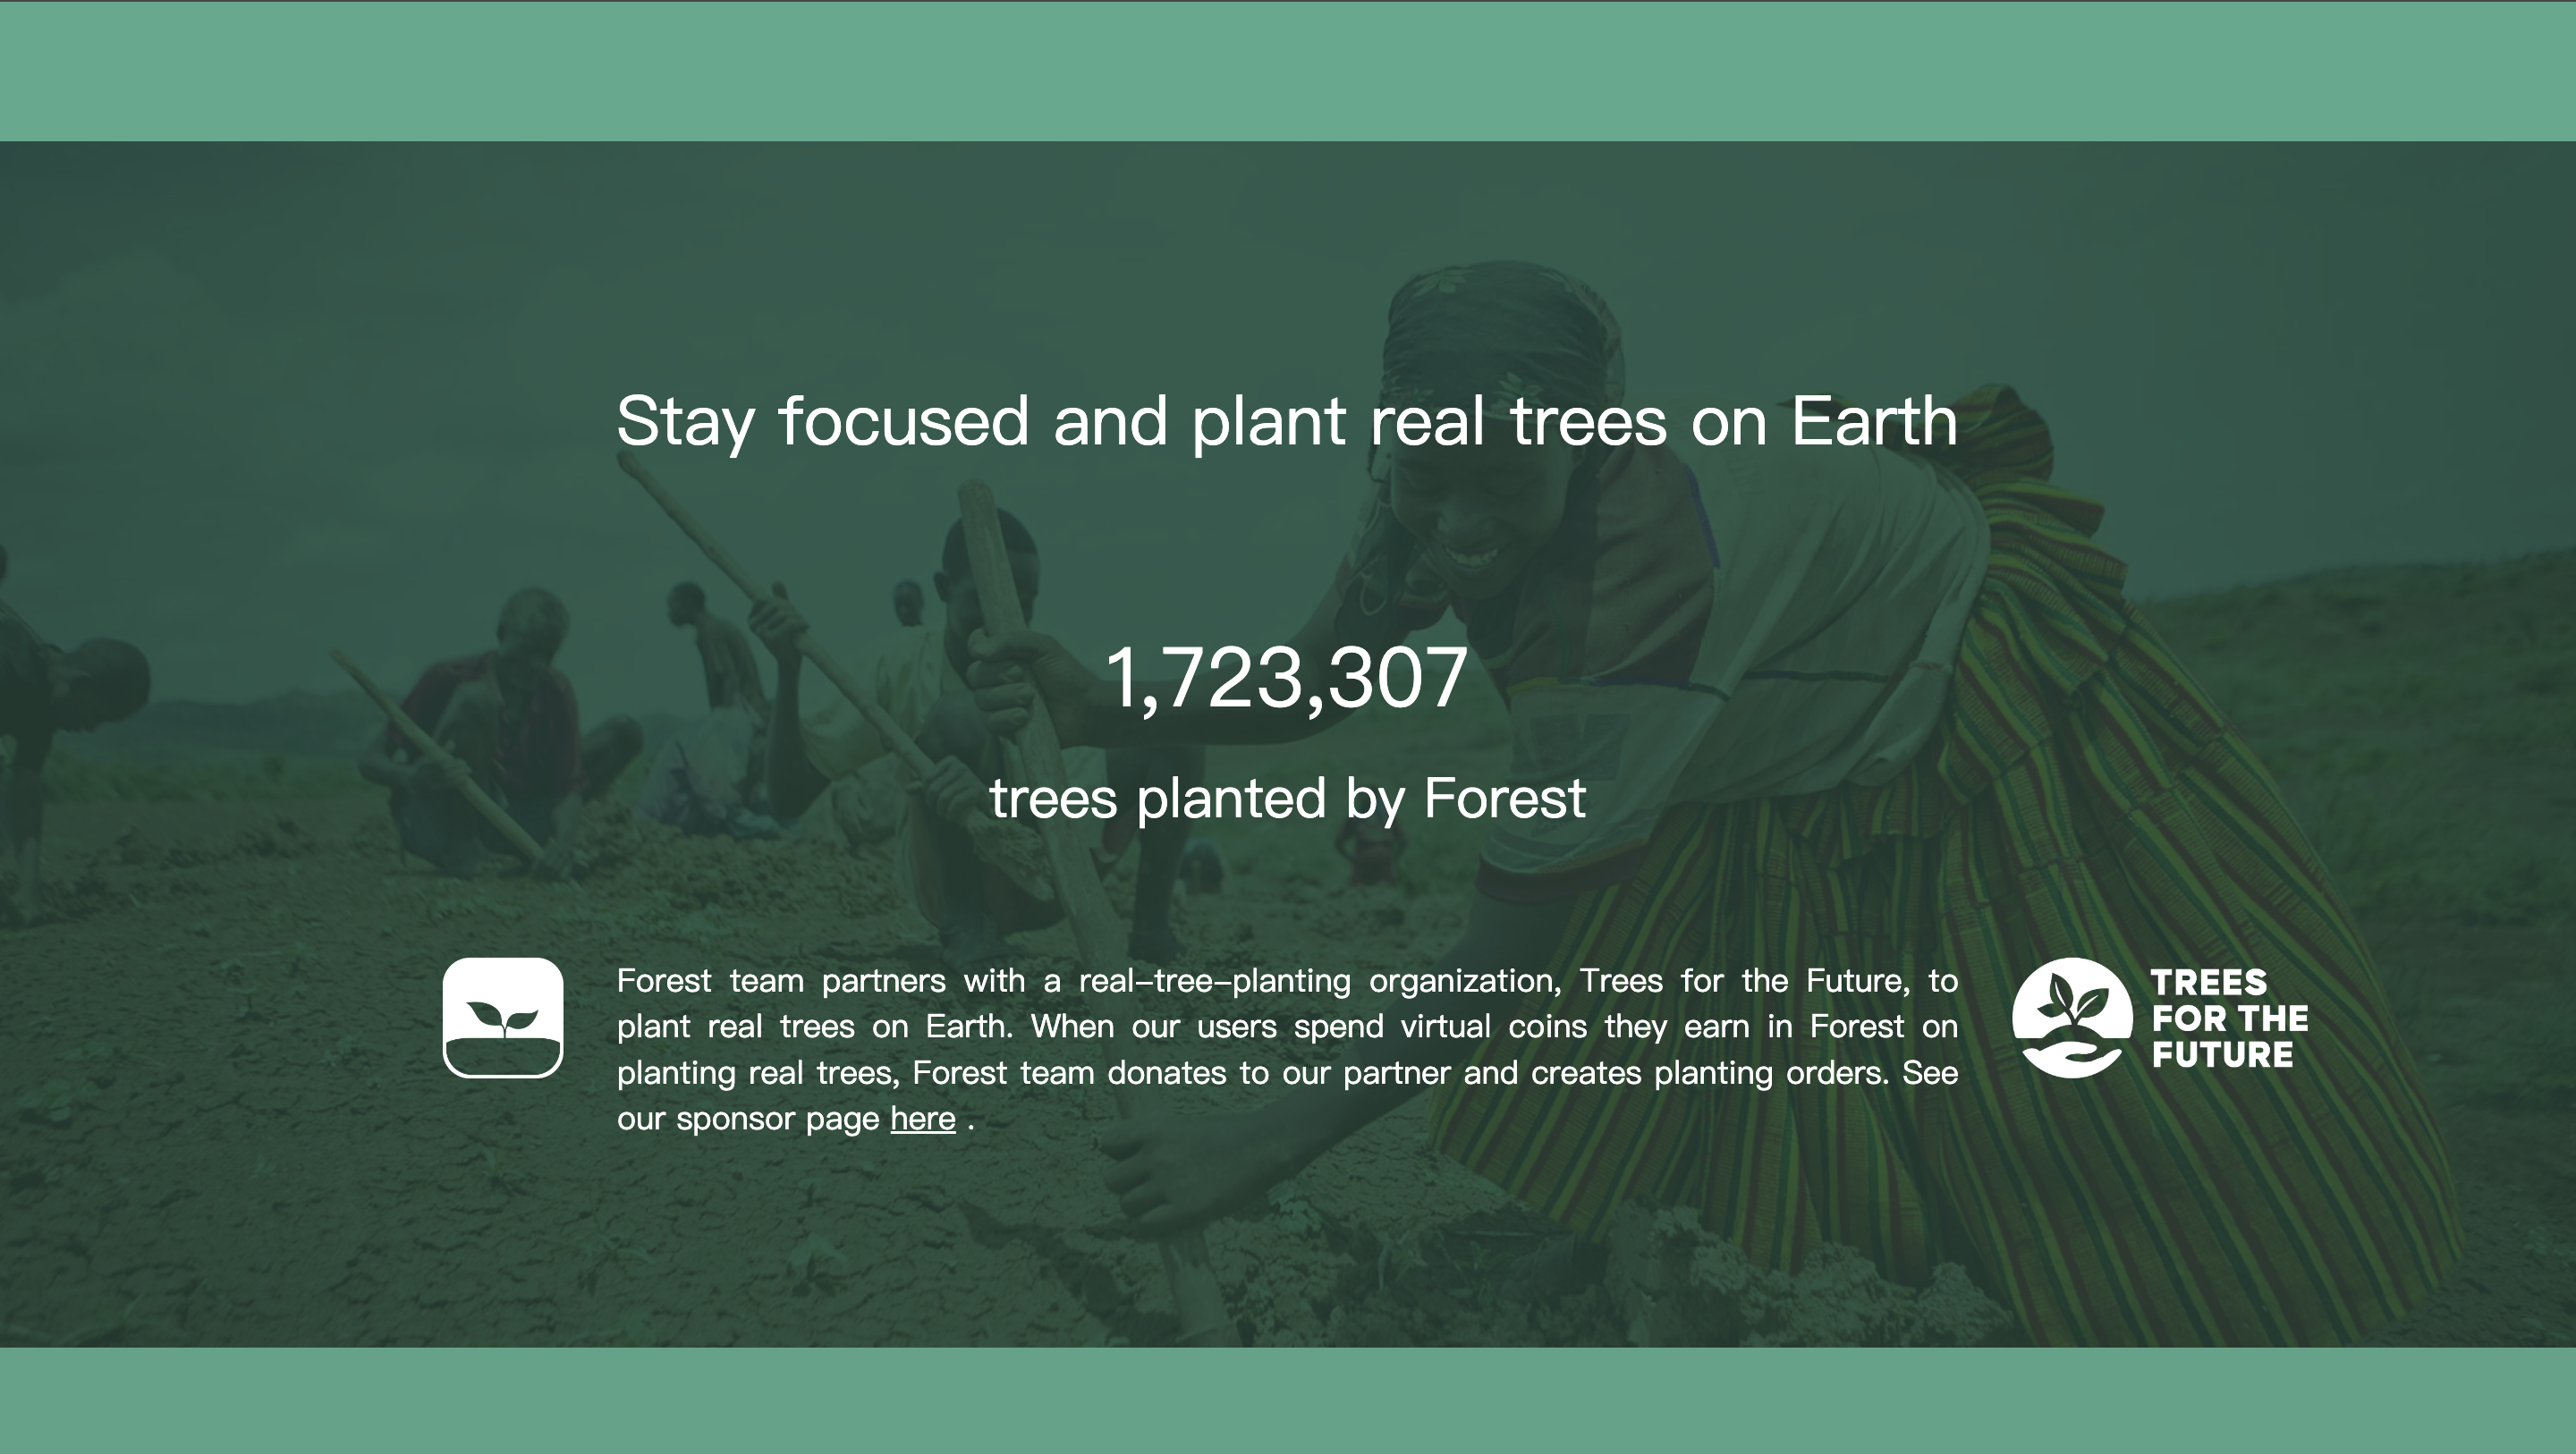 Stay focused and plant real trees on Earth
1,723,307
trees planted by Forest
Forest team partners with a real-tree-planting organization, Trees for the Future, to
plant real trees on Earth. When our users spend virtual coins they earn in Forest on
planting real trees, Forest team donates to our partner and creates planting orders. See
our sponsor page here .
TREES
FOR THE
FUTURE